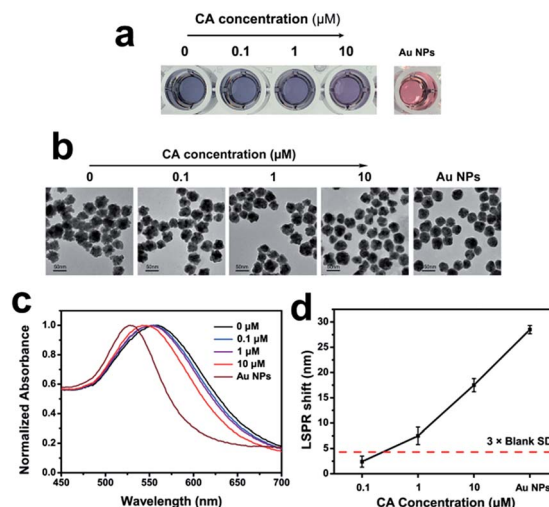 a
CA concentration (µM)
0 0.1 1 10 Au NPs
b
CA concentration (µM)
0 0.1 1 10 Au NPs
50nm 50nm 50nm 50nm 50nm
c
Normalized Absorbance
1.0
0.8
0.6
0.4
0.2
0.0
450 500 550 600 650 700
Wavelength (nm)
0 µM
0.1 µM
1 µM
10 µM
Au NPs
d
LSPR shift (nm)
35
30
25
20
15
10
5
0
3 × Blank SD
0.1 1 10 Au NPs
CA Concentration (µM)